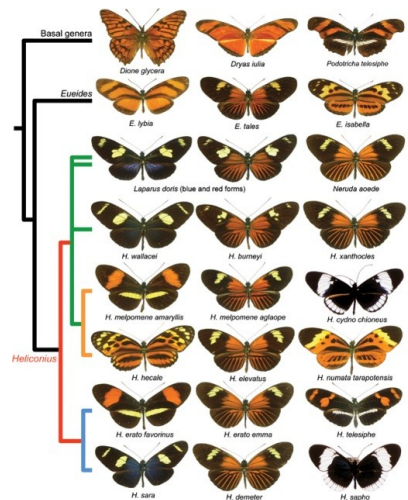 Basal genera
Dione glycera
Dryas iulia
Podotricha telesiphe
Eueides
E. lybia
E. tales
E. isabella
Laparus doris (blue and red forms)
Neruda aoede
H. wallacei
H. burneyi
H. xanthocles
H. melpomene amaryllis
H. melpomene aglaope
H. cydno chioneus
Heliconius
H. hecale
H. elevatus
H. numata tarapotensis
H. erato favorinus
H. erato emma
H. telesiphe
H. sara
H. demeter
H. sapho